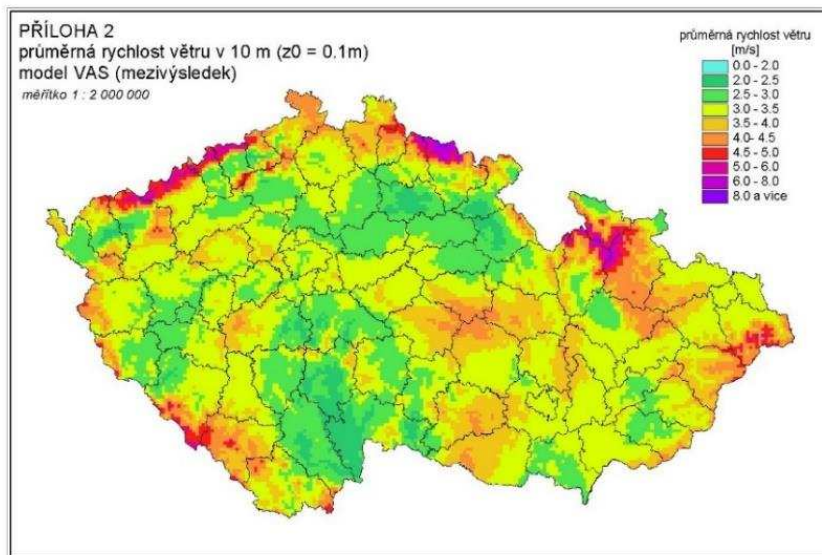 PŘÍLOHA 2
průměrná rychlost větru v 10 m (z0 = 0.1m)
model VAS (mezivýsledek)
měřítko 1 : 2 000 000
průměrná rychlost větru
[m/s]
0.0 - 2.0
2.0 - 2.5
2.5 - 3.0
3.0 - 3.5
3.5 - 4.0
4.0- 4.5
4.5 - 5.0
5.0 - 6.0
6.0 - 8.0
8.0 a vice